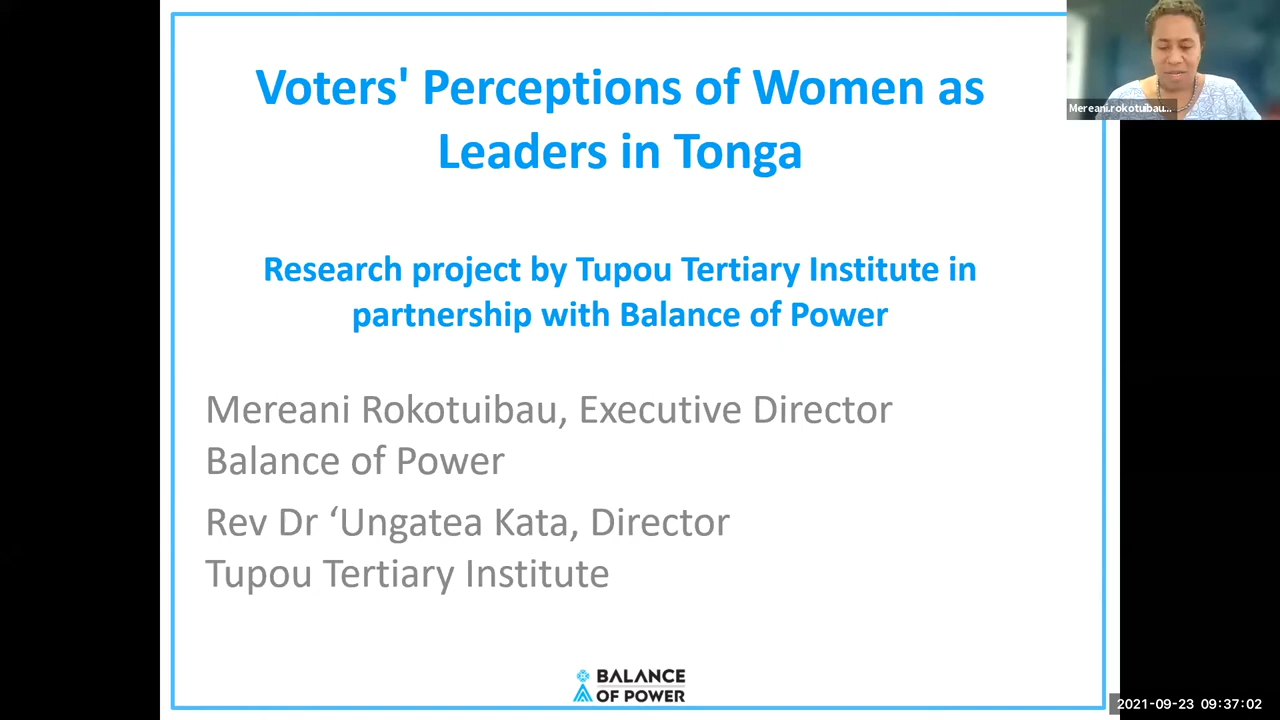 Voters' Perceptions of Women as
Leaders in Tonga
Research project by Tupou Tertiary Institute in
partnership with Balance of Power
Mereani Rokotuibau, Executive Director
Balance of Power
Rev Dr ‘Ungatea Kata, Director
Tupou Tertiary Institute
BALANCE
OF POWER
Mereani.rokotuibau...
2021-09-23 09:37:02